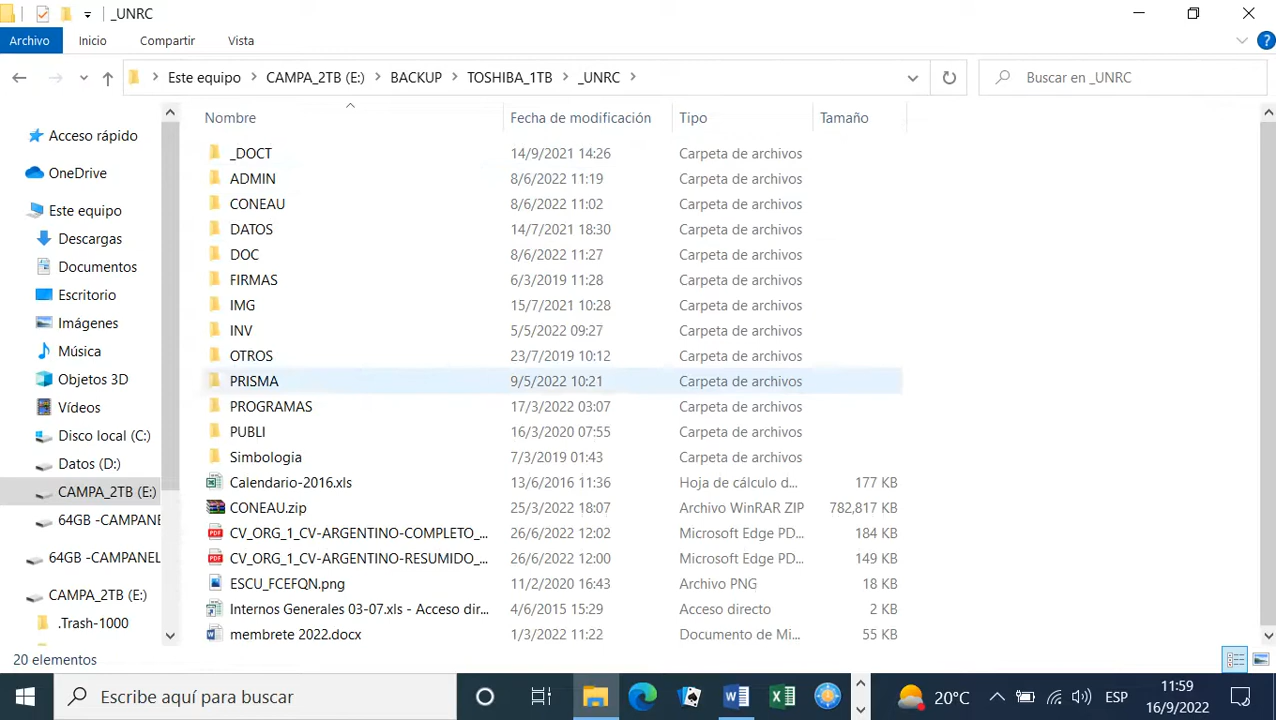 _UNRC
Archivo Inicio Compartir Vista
Este equipo CAMPA_2TB (E:) BACKUP TOSHIBA_1TB _UNRC Buscar en _UNRC
Nombre Fecha de modificación Tipo Tamaño
Acceso rápido
OneDrive
Este equipo
Descargas
Documentos
Escritorio
Imágenes
Música
Objetos 3D
Vídeos
Disco local (C:)
Datos (D:)
CAMPA_2TB (E:)
64GB -CAMPANE
64GB -CAMPANEL
CAMPA_2TB (E:)
.Trash-1000
_DOCT 14/9/2021 14:26 Carpeta de archivos
ADMIN 8/6/2022 11:19 Carpeta de archivos
CONEAU 8/6/2022 11:02 Carpeta de archivos
DATOS 14/7/2021 18:30 Carpeta de archivos
DOC 8/6/2022 11:27 Carpeta de archivos
FIRMAS 6/3/2019 11:28 Carpeta de archivos
IMG 15/7/2021 10:28 Carpeta de archivos
INV 5/5/2022 09:27 Carpeta de archivos
OTROS 23/7/2019 10:12 Carpeta de archivos
PRISMA 9/5/2022 10:21 Carpeta de archivos
PROGRAMAS 17/3/2022 03:07 Carpeta de archivos
PUBLI 16/3/2020 07:55 Carpeta de archivos
Simbologia 7/3/2019 01:43 Carpeta de archivos
Calendario-2016.xls 13/6/2016 11:36 Hoja de cálculo d... 177 KB
CONEAU.zip 25/3/2022 18:07 Archivo WinRAR ZIP 782,817 KB
CV_ORG_1_CV-ARGENTINO-COMPLETO_... 26/6/2022 12:02 Microsoft Edge PD... 184 KB
CV_ORG_1_CV-ARGENTINO-RESUMIDO_... 26/6/2022 12:00 Microsoft Edge PD... 149 KB
ESCU_FCEFQN.png 11/2/2020 16:43 Archivo PNG 18 KB
Internos Generales 03-07.xls - Acceso dir... 4/6/2015 15:29 Acceso directo 2 KB
membrete 2022.docx 1/3/2022 11:22 Documento de Mi... 55 KB
20 elementos
Escribe aquí para buscar 20°C ESP 11:59
16/9/2022